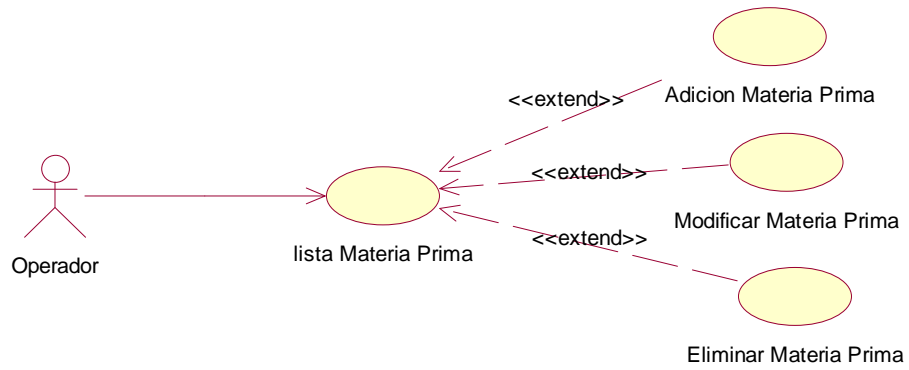 <<extend>>
Adicion Materia Prima
<<extend>>
Modificar Materia Prima
<<extend>>
lista Materia Prima
Operador
Eliminar Materia Prima